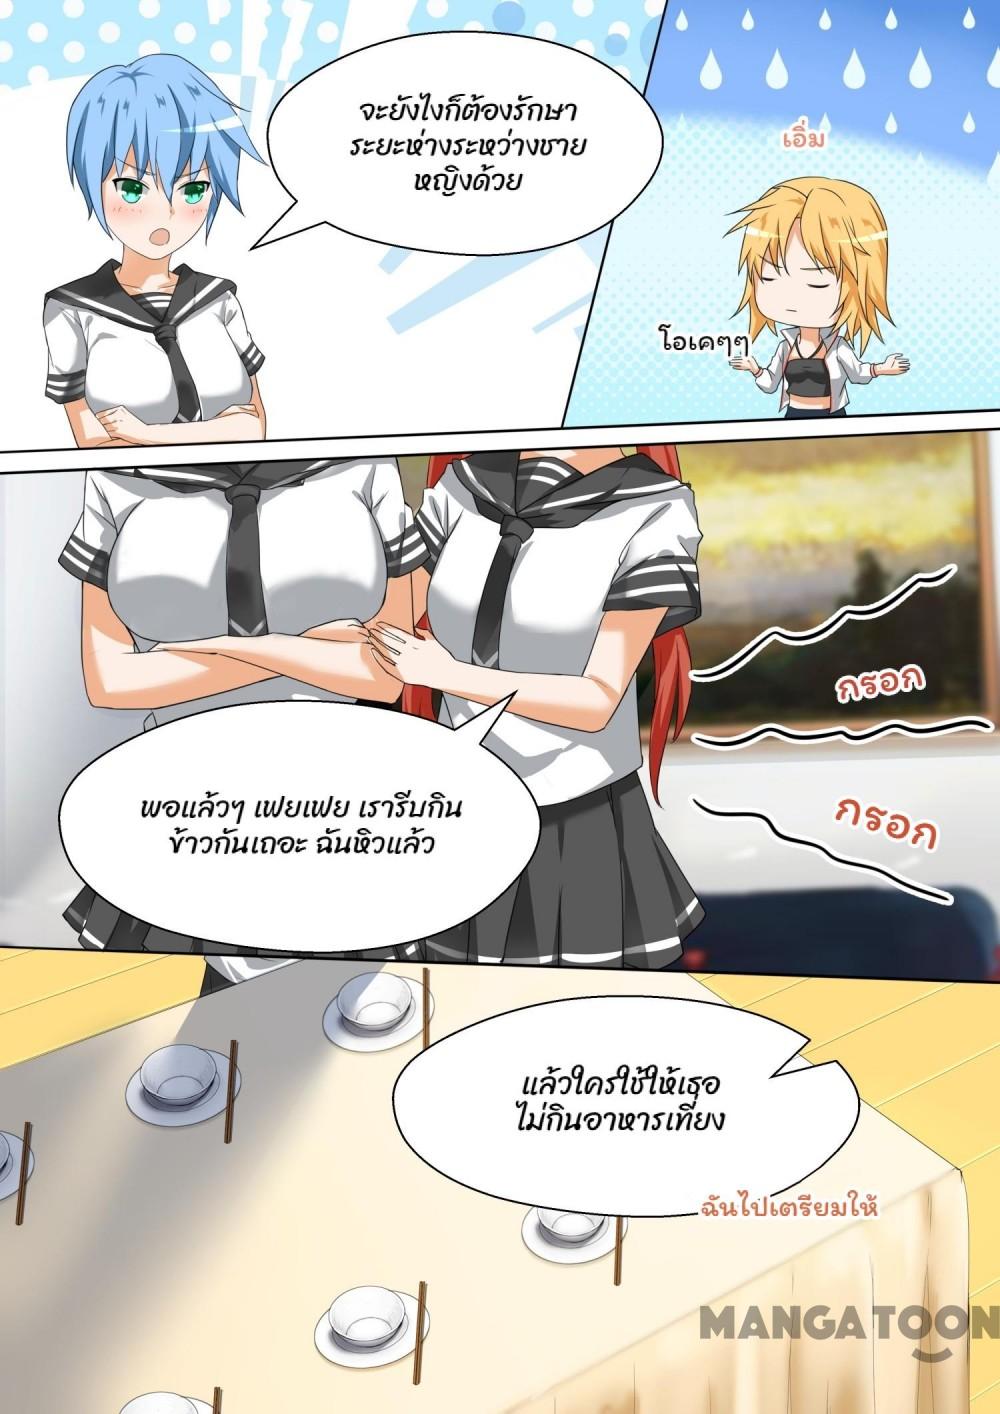 จะยังไงก็ต้องรักษา
ระยะห่างระหว่างชาย
หญิงด้วย
เอิ่ม
โอเคๆๆ
กรอก
กรอก
พอแล้วๆ เฟยเฟย เรารีบกิน
ข้าวกันเถอะ ฉันหิวแล้ว
แล้วใครใช้ให้เธอ
ไม่กินอาหารเที่ยง
ฉันไปเตรียมให้
MANGATOON